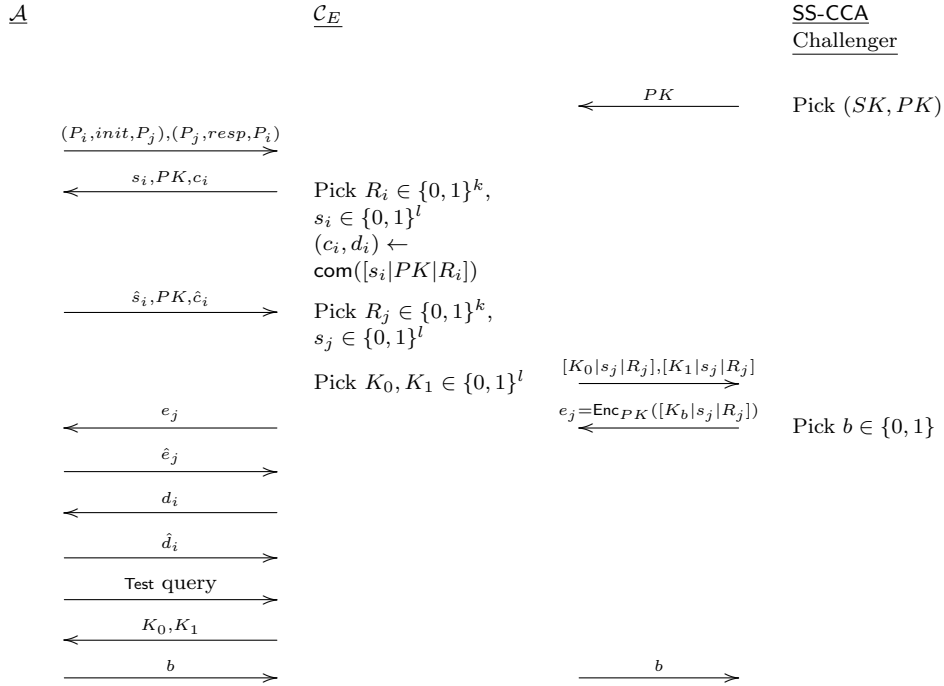 𝒜 𝒞_E SS-CCA
Challenger
PK Pick (SK, PK)
(P_i,init,P_j),(P_j,resp,P_i)
s_i,PK,c_i Pick R_i ∈ {0, 1}^k,
s_i ∈ {0, 1}^l
(c_i, d_i) ←
com([s_i|PK|R_i])
ŝ_i,PK,ĉ_i Pick R_j ∈ {0, 1}^k,
s_j ∈ {0, 1}^l
Pick K_0, K_1 ∈ {0, 1}^l [K_0|s_j|R_j],[K_1|s_j|R_j]
e_j e_j=Enc_PK([K_b|s_j|R_j]) Pick b ∈ {0, 1}
ê_j
d_i
d̂_i
Test query
K_0,K_1
b b